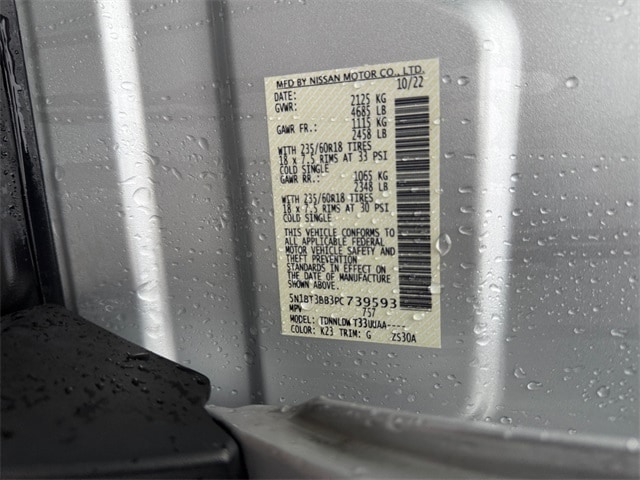 MFD BY NISSAN MOTOR CO., LTD.
DATE: 10/22
GVWR: 2125 KG
4685 LB
GAWR FR.: 1115 KG
2458 LB
WITH 235/60R18 TIRES
18 x 7.5 RIMS AT 33 PSI
COLD SINGLE
GAWR RR.: 1065 KG
2348 LB
WITH 235/60R18 TIRES
18 x 7.5 RIMS AT 30 PSI
COLD SINGLE
THIS VEHICLE CONFORMS TO
ALL APPLICABLE FEDERAL
MOTOR VEHICLE SAFETY AND
THEFT PREVENTION
STANDARDS IN EFFECT ON
THE DATE OF MANUFACTURE
SHOWN ABOVE.
5N1BT3BB3PC739593
MPV 757
MODEL: TDNNLDWT33UUAA----
COLOR: K23 TRIM: G ZS30A